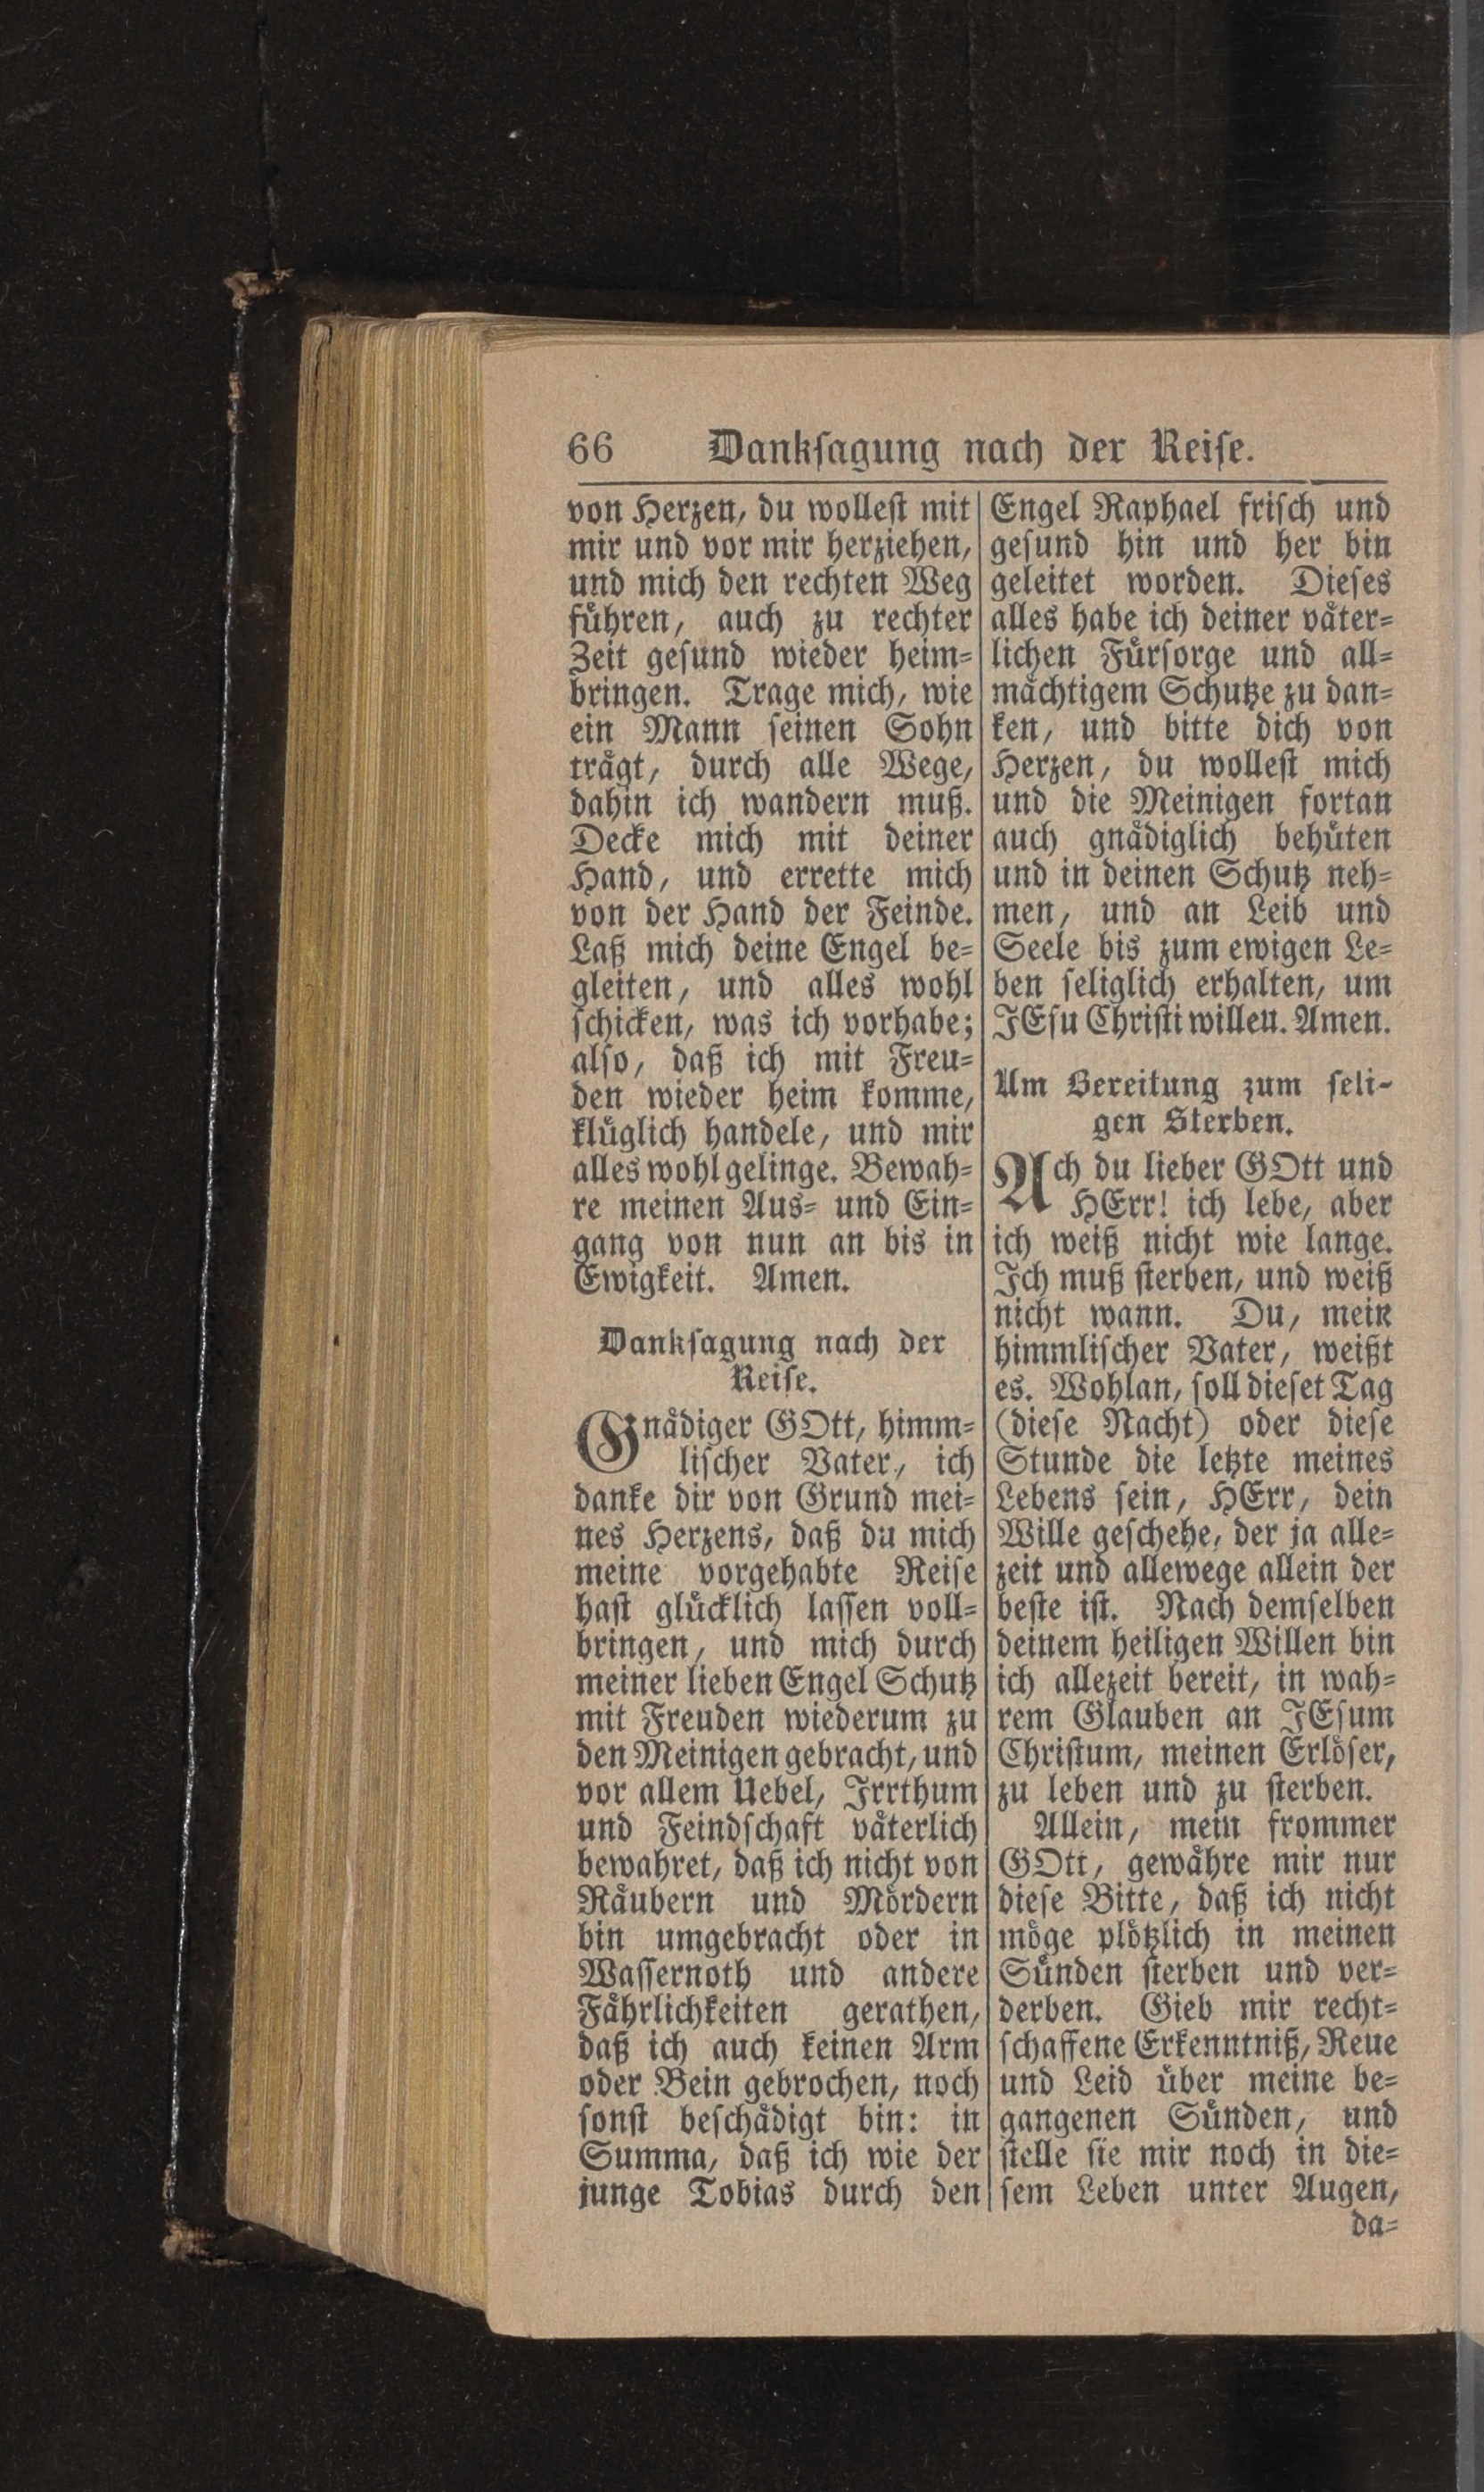 66 Dankſagung nach der Reiſe.
von Herzen, du wolleſt mit
mir und vor mir herziehen,
und mich den rechten Weg
führen, auch zu rechter
Zeit geſund wieder heim-
bringen. Trage mich, wie
ein Mann ſeinen Sohn
trägt, durch alle Wege,
dahin ich wandern muß.
Decke mich mit deiner
Hand, und errette mich
von der Hand der Feinde.
Laß mich deine Engel be-
gleiten, und alles wohl
ſchicken, was ich vorhabe;
alſo, daß ich mit Freu-
den wieder heim komme,
klüglich handele, und mir
alles wohl gelinge. Bewah-
re meinen Aus- und Ein-
gang von nun an bis in
Ewigkeit. Amen.
Dankſagung nach der
Reiſe.
Gnädiger GOtt, himm-
liſcher Vater, ich
danke dir von Grund mei-
nes Herzens, daß du mich
meine vorgehabte Reiſe
haſt glücklich laſſen voll-
bringen, und mich durch
meiner lieben Engel Schutz
mit Freuden wiederum zu
den Meinigen gebracht, und
vor allem Uebel, Irrthum
und Feindſchaft väterlich
bewahret, daß ich nicht von
Räubern und Mördern
bin umgebracht oder in
Waſſernoth und andere
Fährlichkeiten gerathen,
daß ich auch keinen Arm
oder Bein gebrochen, noch
ſonſt beſchädigt bin: in
Summa, daß ich wie der
junge Tobias durch den
Engel Raphael friſch und
geſund hin und her bin
geleitet worden. Dieſes
alles habe ich deiner väter-
lichen Fürſorge und all-
mächtigem Schutze zu dan-
ken, und bitte dich von
Herzen, du wolleſt mich
und die Meinigen fortan
auch gnädiglich behüten
und in deinen Schutz neh-
men, und an Leib und
Seele bis zum ewigen Le-
ben ſeliglich erhalten, um
JEſu Chriſti willeu. Amen.
Um Bereitung zum ſeli-
gen Sterben.
Ach du lieber GOtt und
HErr! ich lebe, aber
ich weiß nicht wie lange.
Ich muß ſterben, und weiß
nicht wann. Du, mein
himmliſcher Vater, weißt
es. Wohlan, ſoll dieſet Tag
(dieſe Nacht) oder dieſe
Stunde die letzte meines
Lebens ſein, HErr, dein
Wille geſchehe, der ja alle-
zeit und allewege allein der
beſte iſt. Nach demſelben
deinem heiligen Willen bin
ich allezeit bereit, in wah-
rem Glauben an JEſum
Chriſtum, meinen Erlöſer,
zu leben und zu ſterben.
Allein, mein frommer
GOtt, gewähre mir nur
dieſe Bitte, daß ich nicht
möge plötzlich in meinen
Sünden ſterben und ver-
derben. Gieb mir recht-
ſchaffene Erkenntniß, Reue
und Leid über meine be-
gangenen Sünden, und
ſtelle ſie mir noch in die-
ſem Leben unter Augen,
da-